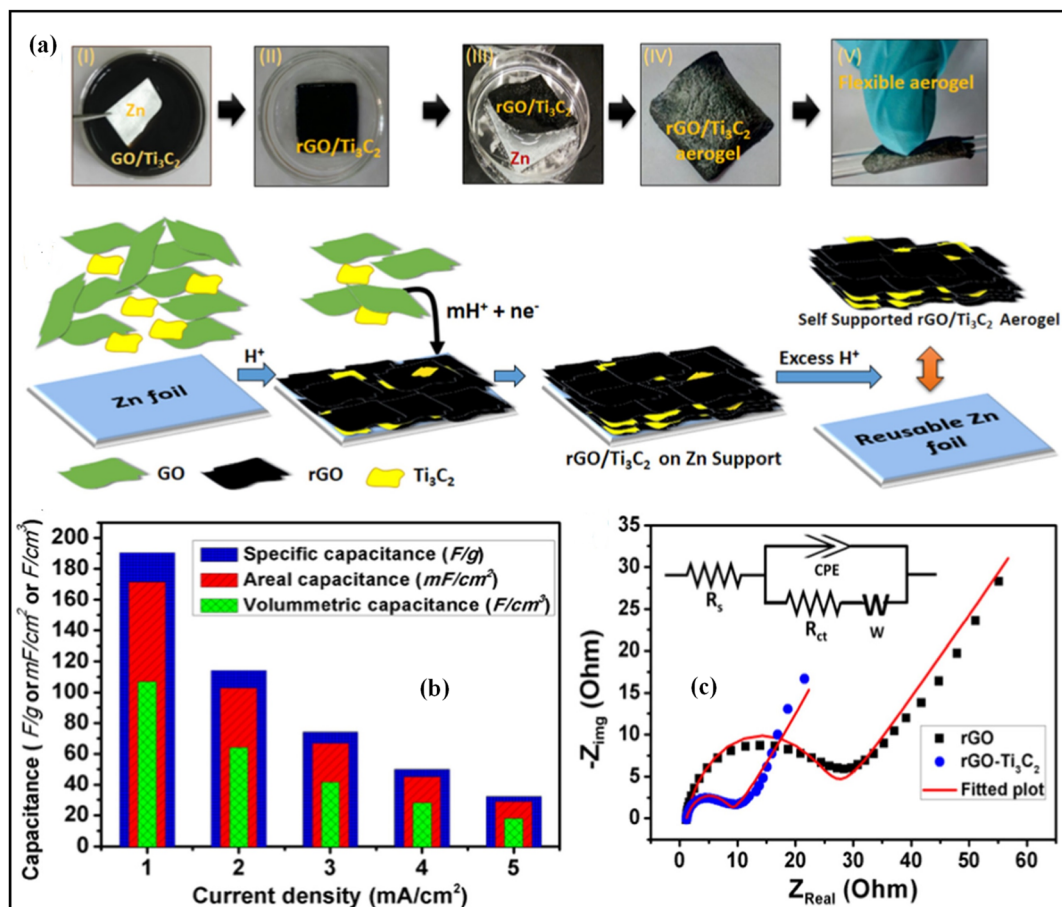 (a)
(I)
Zn
GO/Ti₃C₂
(II)
rGO/Ti₃C₂
(III)
rGO/Ti₃C₂
Zn
(IV)
rGO/Ti₃C₂
aerogel
(V)
Flexible aerogel
Zn foil
H⁺
mH⁺ + ne⁻
rGO/Ti₃C₂ on Zn Support
Excess H⁺
Self Supported rGO/Ti₃C₂ Aerogel
Reusable Zn
foil
GO
rGO
Ti₃C₂
Capacitance ( F/g or mF/cm² or F/cm³)
200
180
160
140
120
100
80
60
40
20
0
Specific capacitance (F/g)
Areal capacitance (mF/cm²)
Volummetric capacitance (F/cm³)
(b)
1 2 3 4 5
Current density (mA/cm²)
-Z img (Ohm)
35
30
25
20
15
10
5
0
CPE
Rs
Rct
W
(c)
rGO
rGO-Ti₃C₂
Fitted plot
0 10 20 30 40 50 60
Z Real (Ohm)